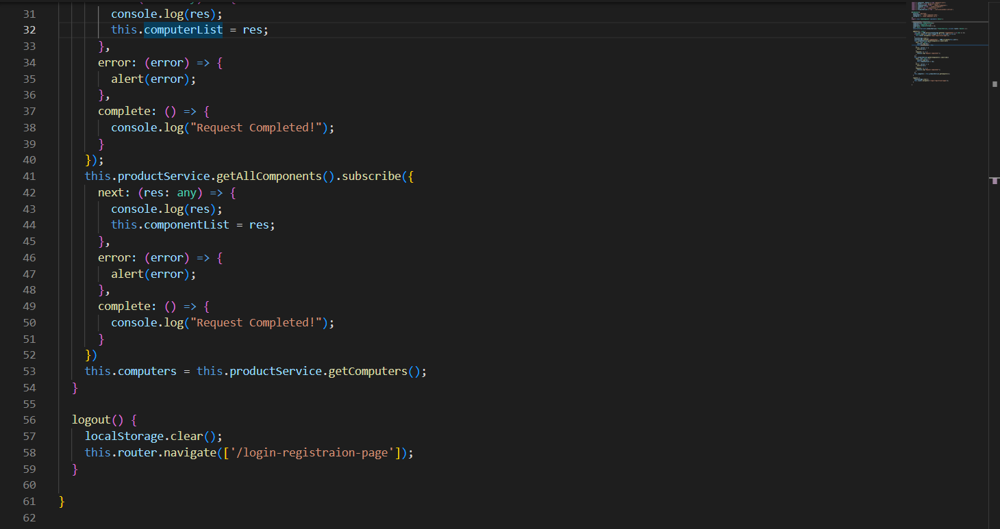 31 console.log(res);
32 this.computerList = res;
33 },
34 error: (error) => {
35 alert(error);
36 },
37 complete: () => {
38 console.log("Request Completed!");
39 }
40 });
41 this.productService.getAllComponents().subscribe({
42 next: (res: any) => {
43 console.log(res);
44 this.componentList = res;
45 },
46 error: (error) => {
47 alert(error);
48 },
49 complete: () => {
50 console.log("Request Completed!");
51 }
52 })
53 this.computers = this.productService.getComputers();
54 }
55
56 logout() {
57 localStorage.clear();
58 this.router.navigate(['/login-registraion-page']);
59 }
60
61 }
62